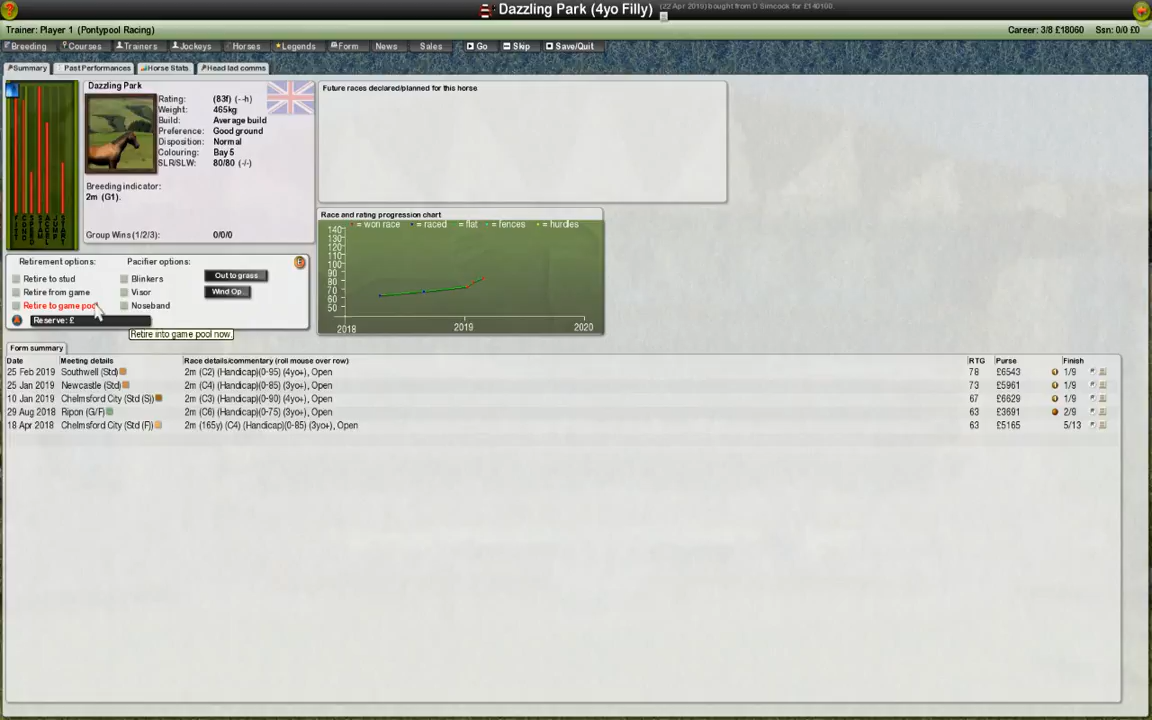 Dazzling Park (4yo Filly)
(22 Apr 2019) bought from D Simcock for £140100.
Trainer: Player 1 (Pontypool Racing)
Career: 3/8 £18060 Ssn: 0/0 £0
Breeding Courses Trainers Jockeys Horses Legends Form News Sales Go Skip Save/Quit
Summary Past Performances Horse Stats. Head lad comms
Dazzling Park
Rating: (83f) (--h)
Weight: 465kg
Build: Average build
Preference: Good ground
Disposition: Normal
Colouring: Bay 5
SLR/SLW: 80/80 (-/-)
Breeding indicator:
2m (G1).
Group Wins (1/2/3): 0/0/0
FITT
COND
SPEED
STAM
ACCEL
JUMP
START
Future races declared/planned for this horse
Race and rating progression chart
= won race = raced = flat = fences = hurdles
140
130
120
110
100
90
80
70
60
50
2018 2019 2020
Retirement options: Pacifier options:
Retire to stud Blinkers Out to grass
Retire from game Visor Wind Op..
Retire to game pool Noseband
Reserve: £
Retire into game pool now.
Form summary
Date Meeting details Race details/commentary (roll mouse over row) RTG Purse Finish
25 Feb 2019 Southwell (Std) 2m (C2) (Handicap)(0-95) (4yo+), Open 78 £6543 1/9
25 Jan 2019 Newcastle (Std) 2m (C4) (Handicap)(0-85) (3yo+), Open 73 £5961 1/9
10 Jan 2019 Chelmsford City (Std (S)) 2m (C3) (Handicap)(0-90) (4yo+), Open 67 £6629 1/9
29 Aug 2018 Ripon (G/F) 2m (C6) (Handicap)(0-75) (3yo+), Open 63 £3691 2/9
18 Apr 2018 Chelmsford City (Std (F)) 2m (165y) (C4) (Handicap)(0-85) (3yo+), Open 63 £5165 5/13